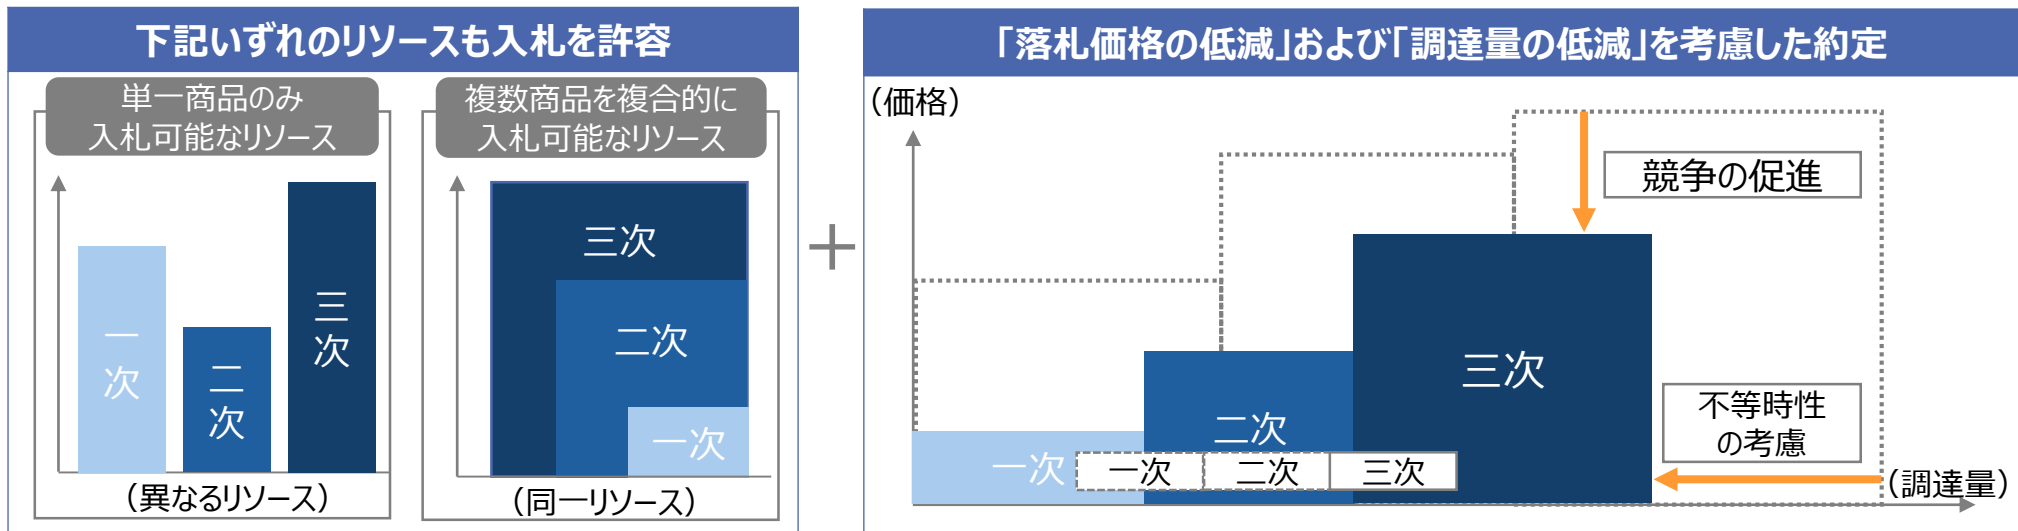 下記いずれのリソースも入札を許容
単一商品のみ
入札可能なリソース
一次
二次
三次
（異なるリソース）
複数商品を複合的に
入札可能なリソース
三次
二次
一次
（同一リソース）
＋
「落札価格の低減」および「調達量の低減」を考慮した約定
（価格）
競争の促進
三次
二次
一次
一次
二次
三次
不等時性
の考慮
（調達量）